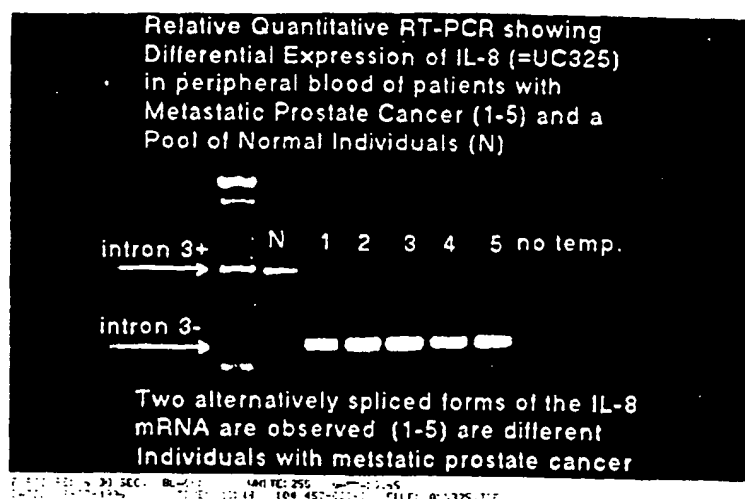 Relative Quantitative RT-PCR showing
Differential Expression of IL-8 (=UC325)
in peripheral blood of patients with
Metastatic Prostate Cancer (1-5) and a
Pool of Normal Individuals (N)
N 1 2 3 4 5 no temp.
intron 3+
intron 3-
Two alternatively spliced forms of the IL-8
mRNA are observed (1-5) are different
Individuals with metstatic prostate cancer
SEC. 255 FILE: